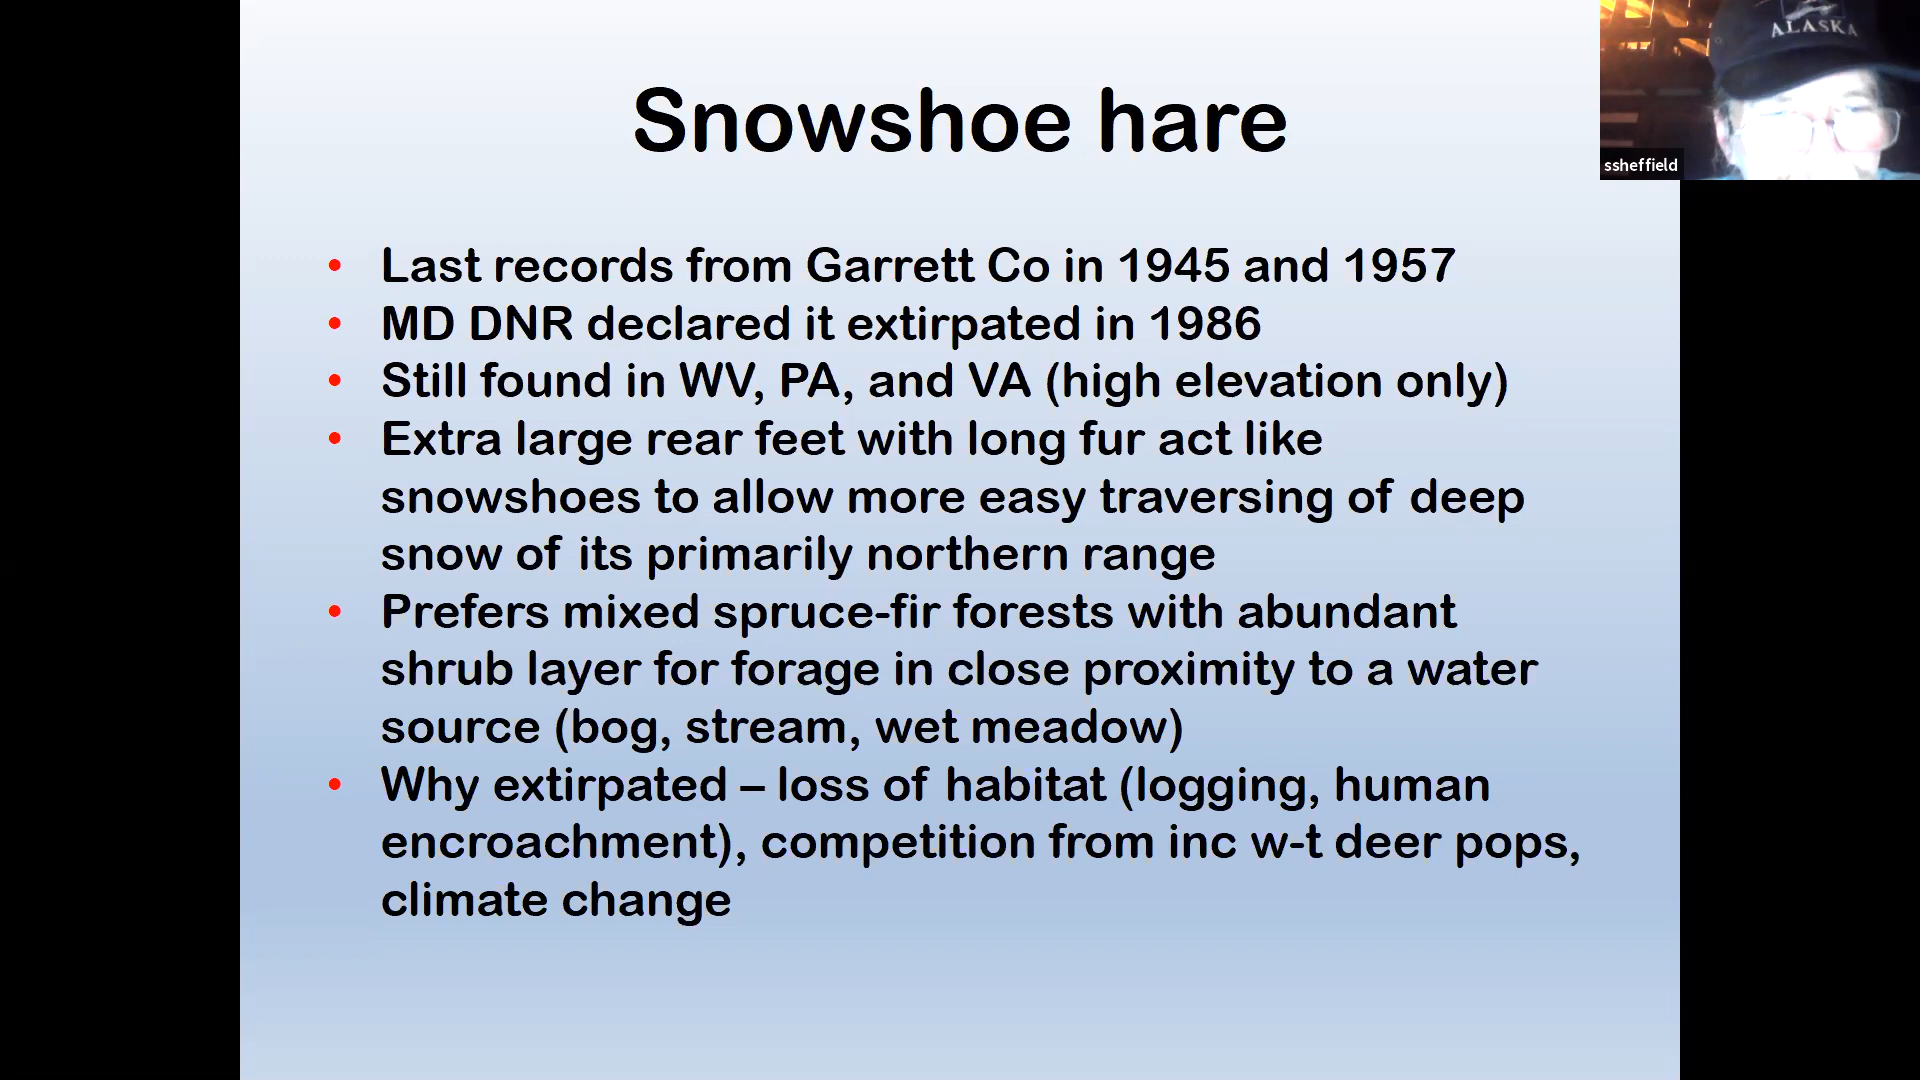 Snowshoe hare
ALASKA
ssheffield
• Last records from Garrett Co in 1945 and 1957
• MD DNR declared it extirpated in 1986
• Still found in WV, PA, and VA (high elevation only)
• Extra large rear feet with long fur act like
snowshoes to allow more easy traversing of deep
snow of its primarily northern range
• Prefers mixed spruce-fir forests with abundant
shrub layer for forage in close proximity to a water
source (bog, stream, wet meadow)
• Why extirpated – loss of habitat (logging, human
encroachment), competition from inc w-t deer pops,
climate change